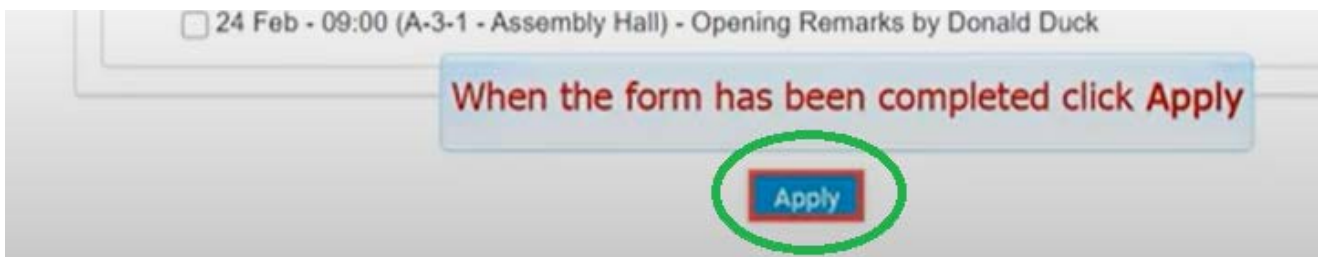 24 Feb - 09:00 (A-3-1 - Assembly Hall) - Opening Remarks by Donald Duck
When the form has been completed click Apply
Apply